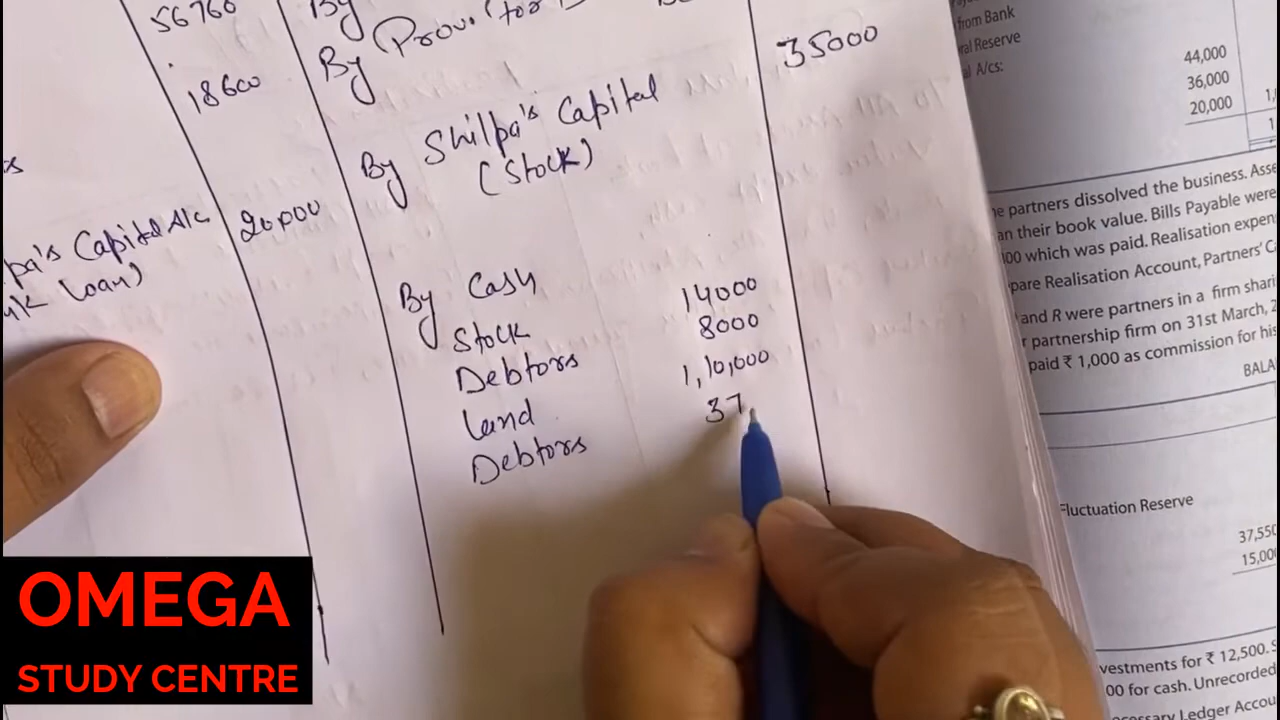 56760
18600
By
By (Provi. for
35000
By Shilpa's Capital
(Stock)
pa's Capital A/c 20,000
Loan)
By Cash
Stock 14000
Debtors 8000
Land 1,10,000
Debtors 37
from Bank
ral Reserve
al A/cs:
44,000
36,000
20,000
e partners dissolved the business. Asse
an their book value. Bills Payable were
00 which was paid. Realisation expen
pare Realisation Account, Partners' Ca
and R were partners in a firm shari
r partnership firm on 31st March, 2
paid ₹ 1,000 as commission for his
BALA
Fluctuation Reserve
37,550
15,000
vestments for ₹ 12,500. S
00 for cash. Unrecorded
cessary Ledger Accou
OMEGA
STUDY CENTRE